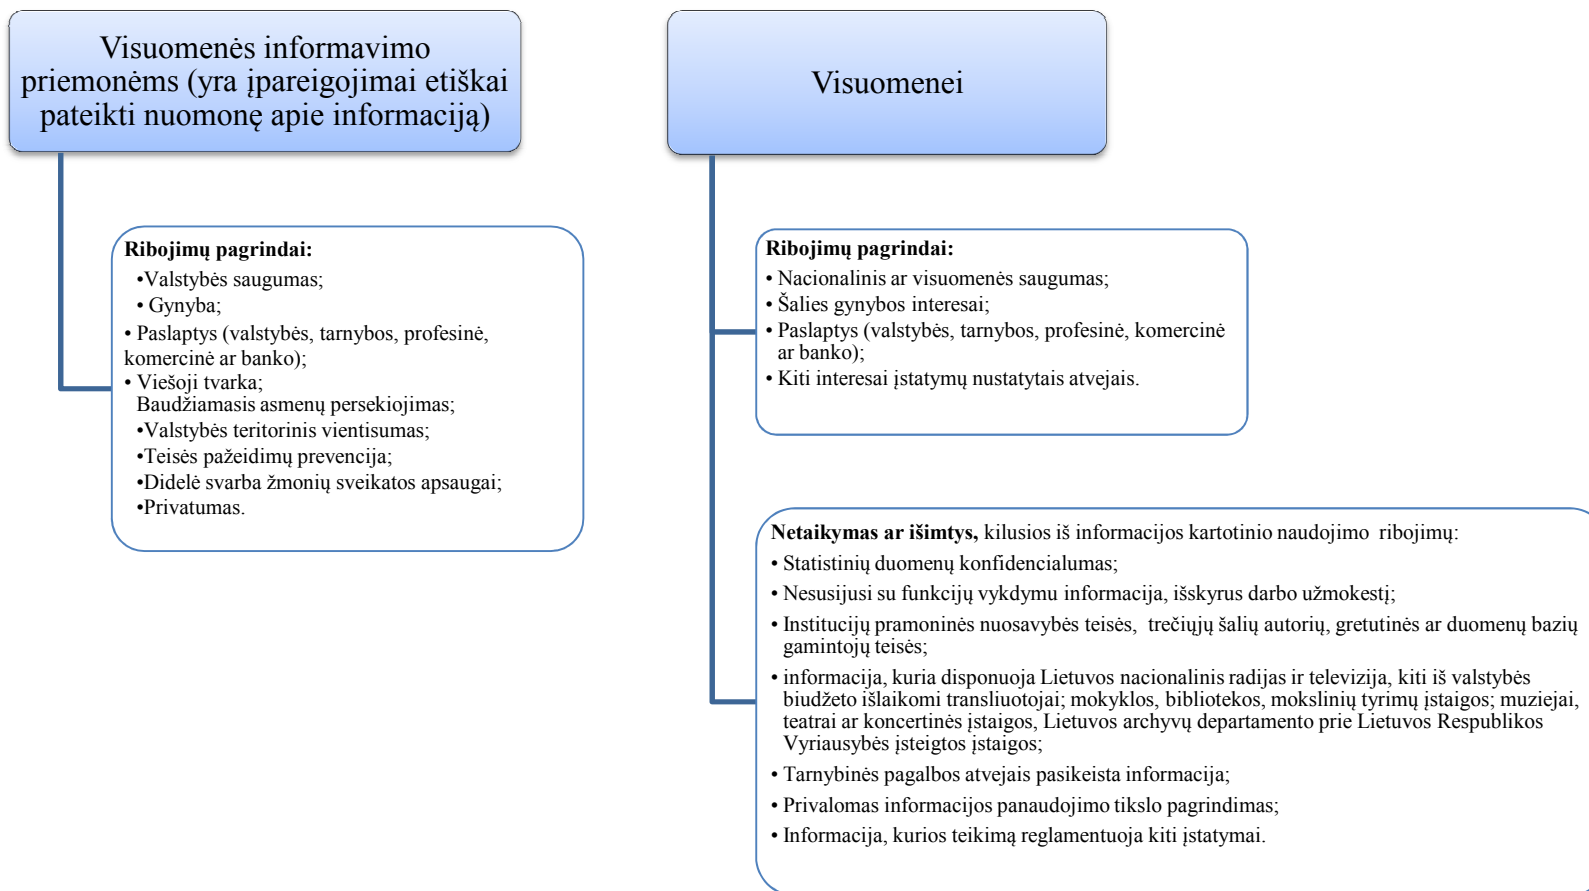 Visuomenės informavimo
priemonėms (yra įpareigojimai etiškai
pateikti nuomonę apie informaciją)
Ribojimų pagrindai:
•Valstybės saugumas;
• Gynyba;
• Paslaptys (valstybės, tarnybos, profesinė,
komercinė ar banko);
• Viešoji tvarka;
Baudžiamasis asmenų persekiojimas;
•Valstybės teritorinis vientisumas;
•Teisės pažeidimų prevencija;
•Didelė svarba žmonių sveikatos apsaugai;
•Privatumas.
Visuomenei
Ribojimų pagrindai:
• Nacionalinis ar visuomenės saugumas;
• Šalies gynybos interesai;
• Paslaptys (valstybės, tarnybos, profesinė, komercinė
ar banko);
• Kiti interesai įstatymų nustatytais atvejais.
Netaikymas ar išimtys, kilusios iš informacijos kartotinio naudojimo ribojimų:
• Statistinių duomenų konfidencialumas;
• Nesusijusi su funkcijų vykdymu informacija, išskyrus darbo užmokestį;
• Institucijų pramoninės nuosavybės teisės, trečiųjų šalių autorių, gretutinės ar duomenų bazių
gamintojų teisės;
• informacija, kuria disponuoja Lietuvos nacionalinis radijas ir televizija, kiti iš valstybės
biudžeto išlaikomi transliuotojai; mokyklos, bibliotekos, mokslinių tyrimų įstaigos; muziejai,
teatrai ar koncertinės įstaigos, Lietuvos archyvų departamento prie Lietuvos Respublikos
Vyriausybės įsteigtos įstaigos;
• Tarnybinės pagalbos atvejais pasikeista informacija;
• Privalomas informacijos panaudojimo tikslo pagrindimas;
• Informacija, kurios teikimą reglamentuoja kiti įstatymai.